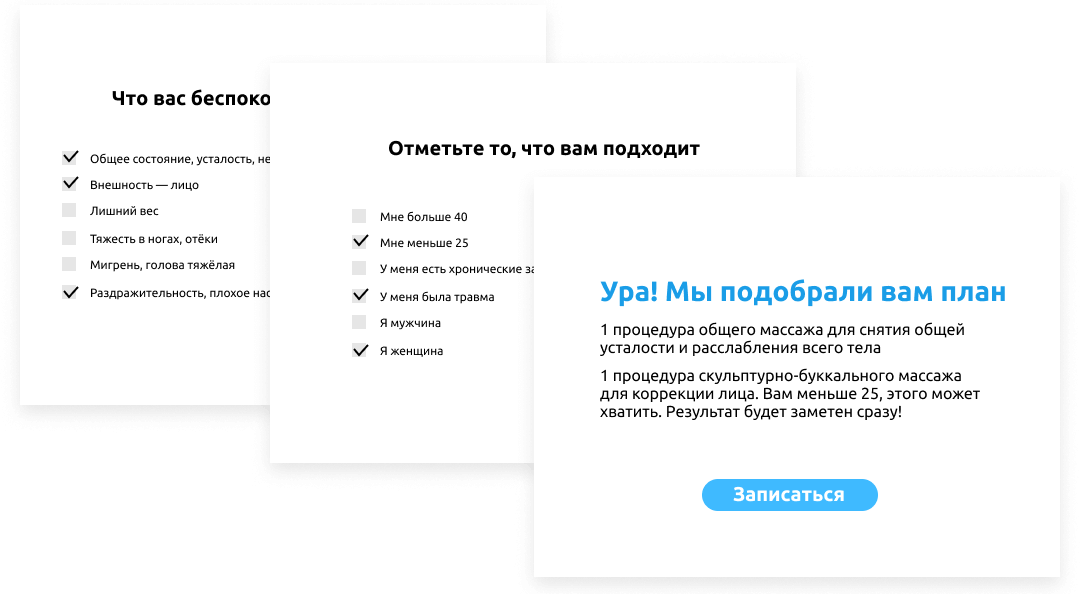 Что вас беспоко
Общее состояние, усталость, не
Внешность — лицо
Лишний вес
Тяжесть в ногах, отёки
Мигрень, голова тяжёлая
Раздражительность, плохое нас
Отметьте то, что вам подходит
Мне больше 40
Мне меньше 25
У меня есть хронические за
У меня была травма
Я мужчина
Я женщина
Ура! Мы подобрали вам план
1 процедура общего массажа для снятия общей
усталости и расслабления всего тела
1 процедура скульптурно-буккального массажа
для коррекции лица. Вам меньше 25, этого может
хватить. Результат будет заметен сразу!
Записаться